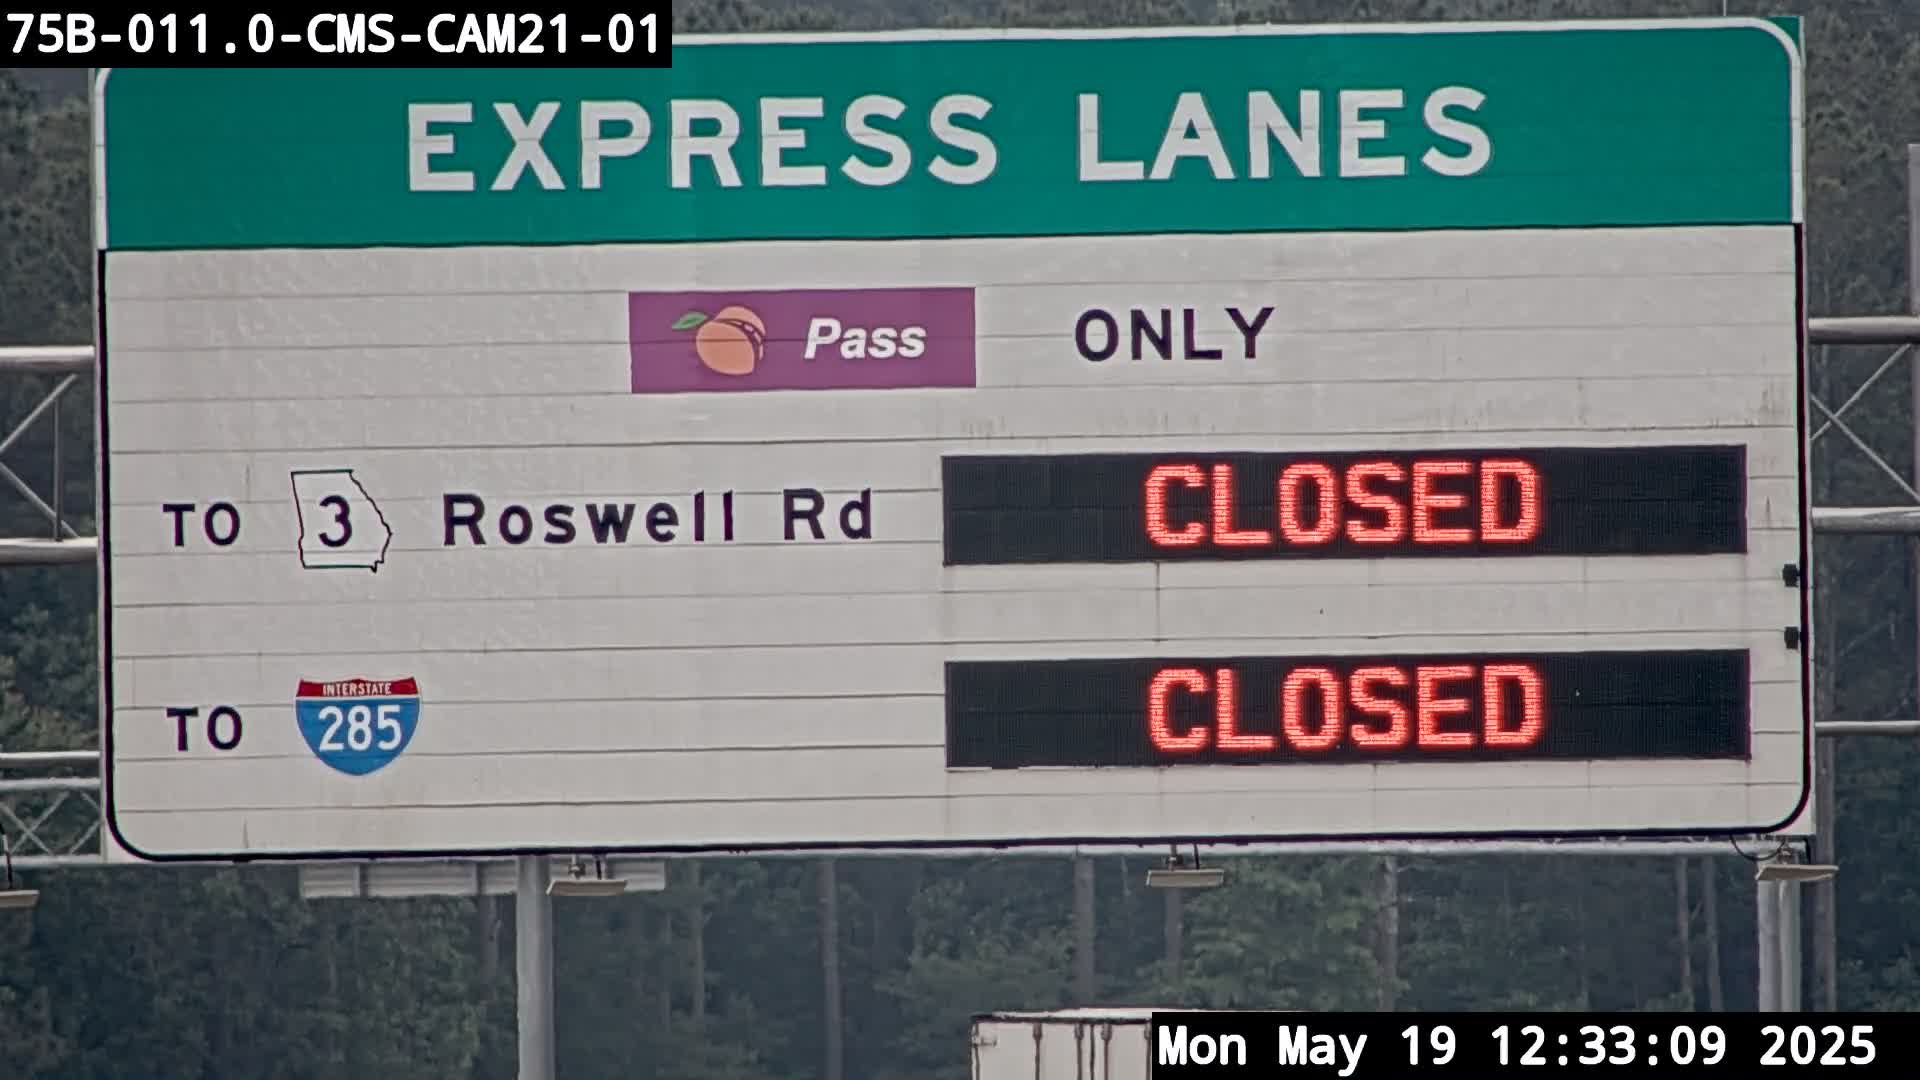 75B-011.0-CMS-CAM21-01
EXPRESS LANES
Pass ONLY
TO 3 Roswell Rd CLOSED
TO INTERSTATE 285 CLOSED
Mon May 19 12:33:09 2025